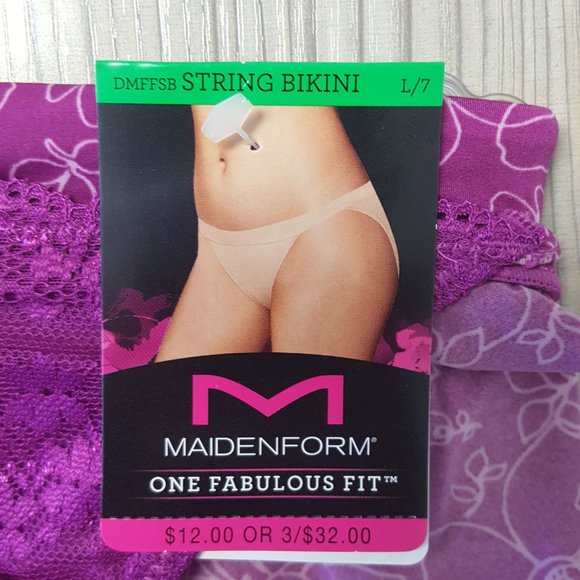 DMFFSB STRING BIKINI L/7
MAIDENFORM®
ONE FABULOUS FIT™
$12.00 OR 3/$32.00